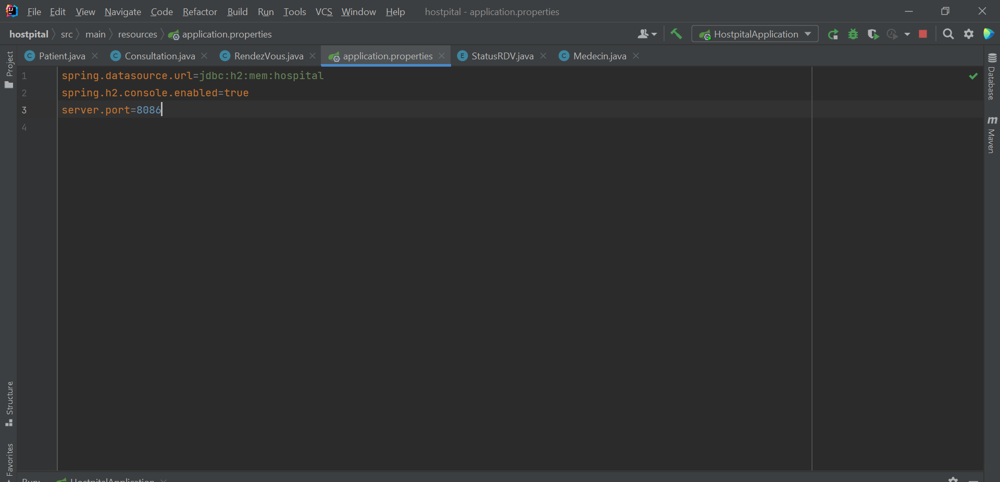 File Edit View Navigate Code Refactor Build Run Tools VCS Window Help hostpital - application.properties
hostpital src main resources application.properties HostpitalApplication
Patient.java Consultation.java RendezVous.java application.properties StatusRDV.java Medecin.java
Project
1 spring.datasource.url=jdbc:h2:mem:hospital
2 spring.h2.console.enabled=true
3 server.port=8086
4
Database
Maven
Structure
Favorites
Run: HostpitalApplication